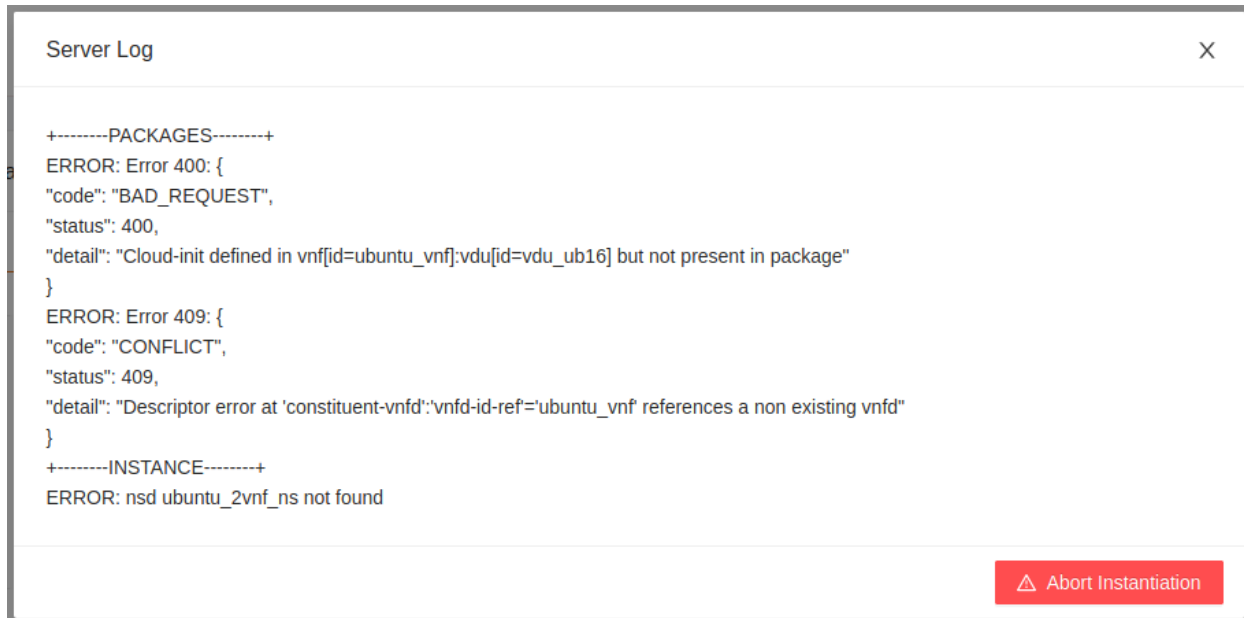 Server Log
+--------PACKAGES--------+
ERROR: Error 400: {
"code": "BAD_REQUEST",
"status": 400,
"detail": "Cloud-init defined in vnf[id=ubuntu_vnf]:vdu[id=vdu_ub16] but not present in package"
}
ERROR: Error 409: {
"code": "CONFLICT",
"status": 409,
"detail": "Descriptor error at 'constituent-vnfd':'vnfd-id-ref'='ubuntu_vnf' references a non existing vnfd"
}
+--------INSTANCE--------+
ERROR: nsd ubuntu_2vnf_ns not found
Abort Instantiation